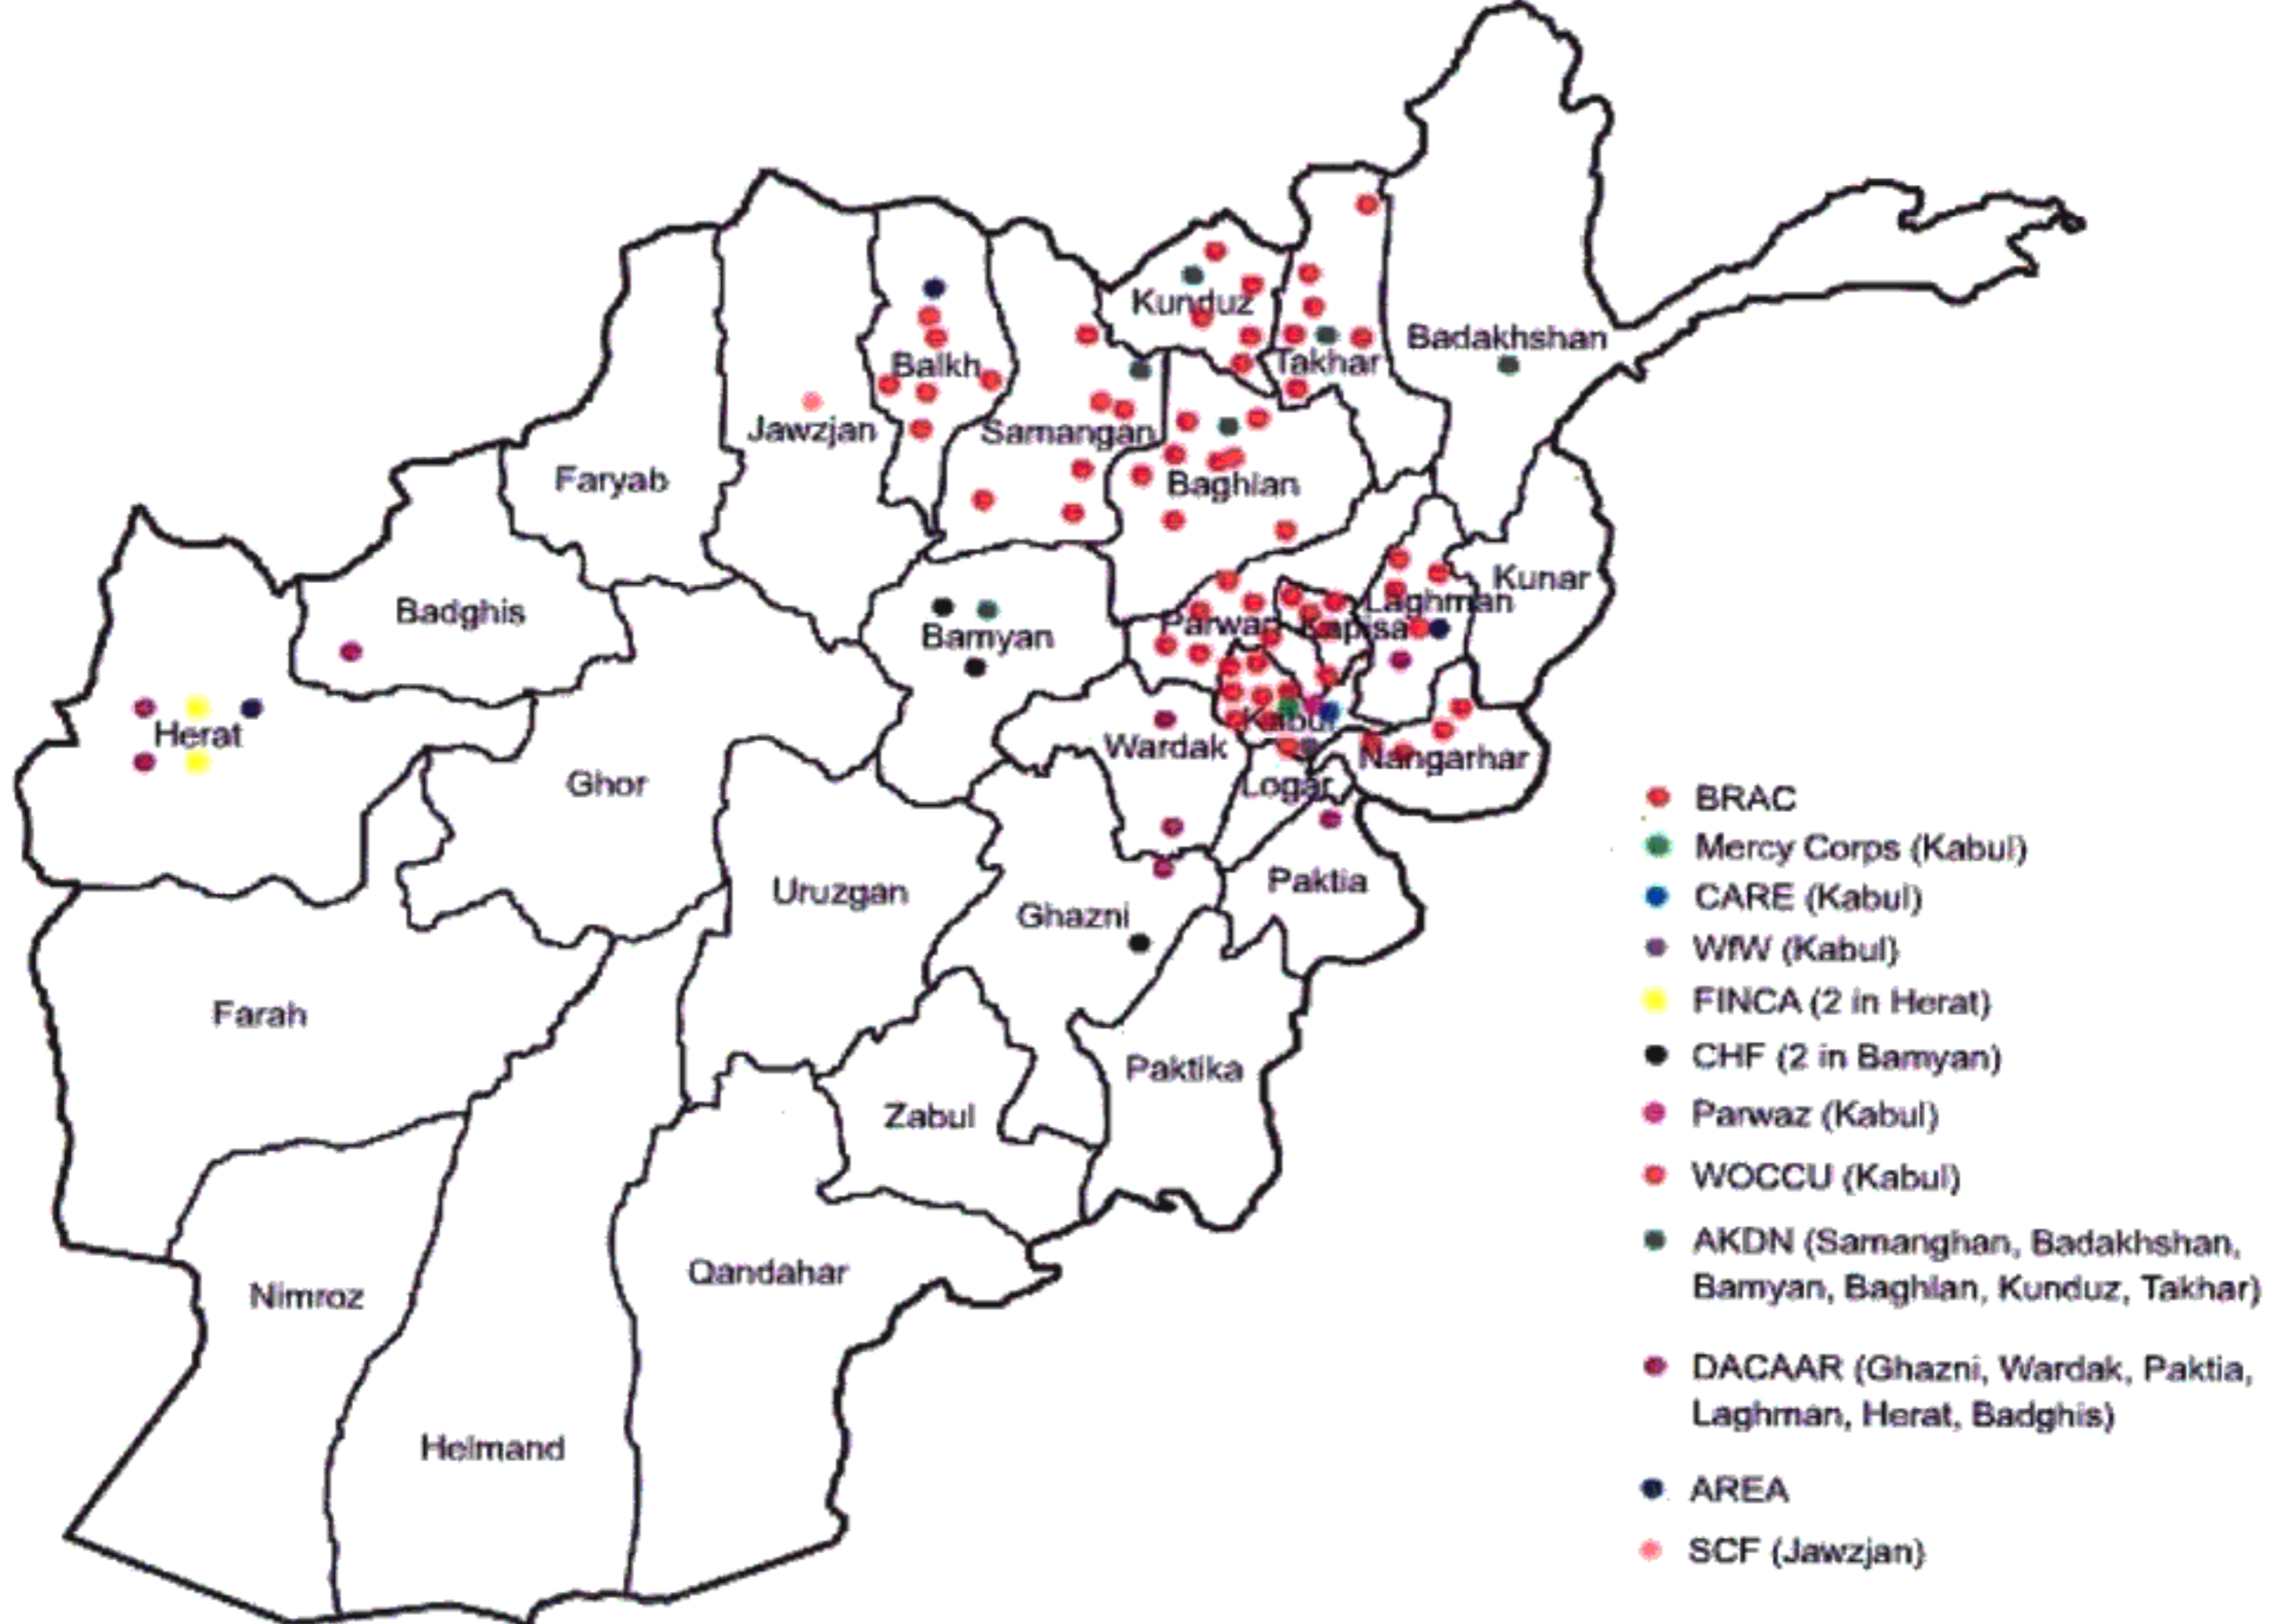 Kunduz
Badakhshan
Takhar
Balkh
Jawzjan
Samangan
Faryab
Baghlan
Kunar
Laghman
Badghis
Parwan
Kapisa
Bamyan
Herat
Kabul
Wardak
Nangarhar
Ghor
Logar
Uruzgan
Paktia
Ghazni
Farah
Paktika
Zabul
Qandahar
Nimroz
Helmand
BRAC
Mercy Corps (Kabul)
CARE (Kabul)
WfW (Kabul)
FINCA (2 in Herat)
CHF (2 in Bamyan)
Parwaz (Kabul)
WOCCU (Kabul)
AKDN (Samanghan, Badakhshan,
Bamyan, Baghlan, Kunduz, Takhar)
DACAAR (Ghazni, Wardak, Paktia,
Laghman, Herat, Badghis)
AREA
SCF (Jawzjan)